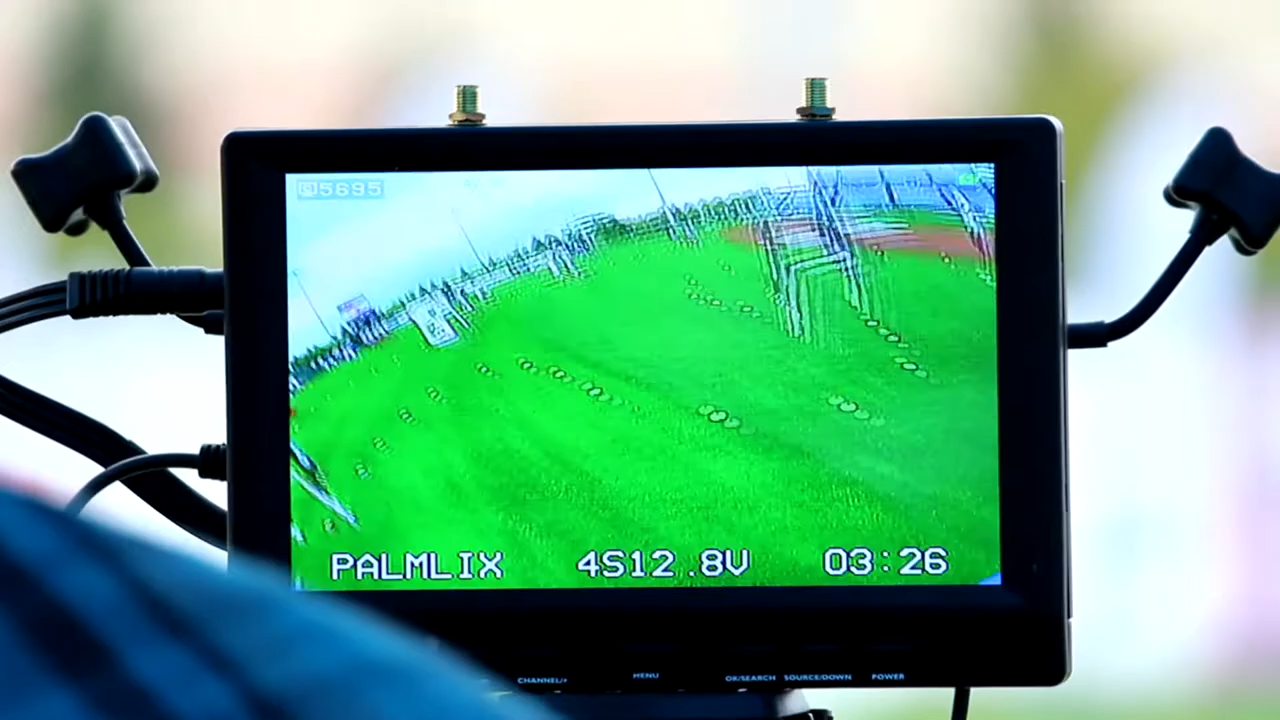 5695
PALMLIX 4S12.8V 03:26
CHANNEL/+ MENU OK/SEARCH SOURCE/DOWN POWER